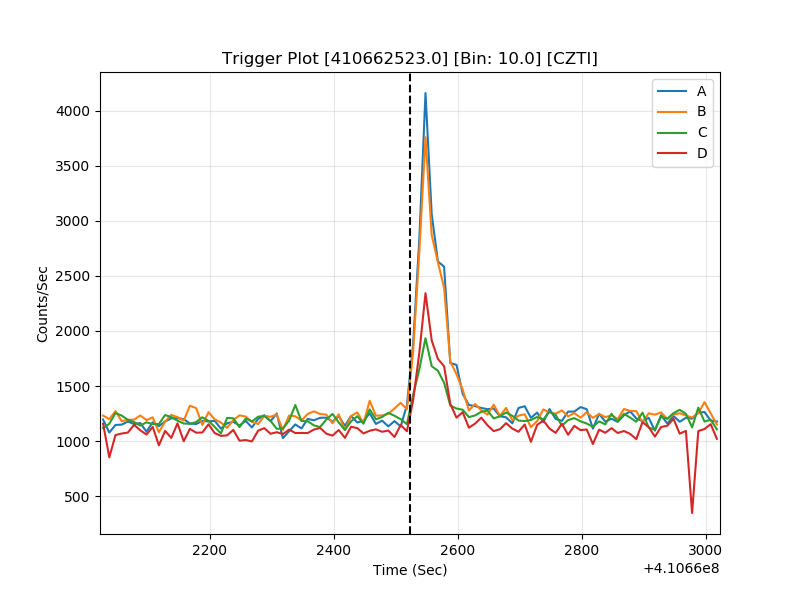 Trigger Plot [410662523.0] [Bin: 10.0] [CZTI]
A
B
C
D
4000
3500
3000
2500
2000
1500
1000
500
Counts/Sec
2200
2400
2600
2800
3000
Time (Sec)
+4.1066e8